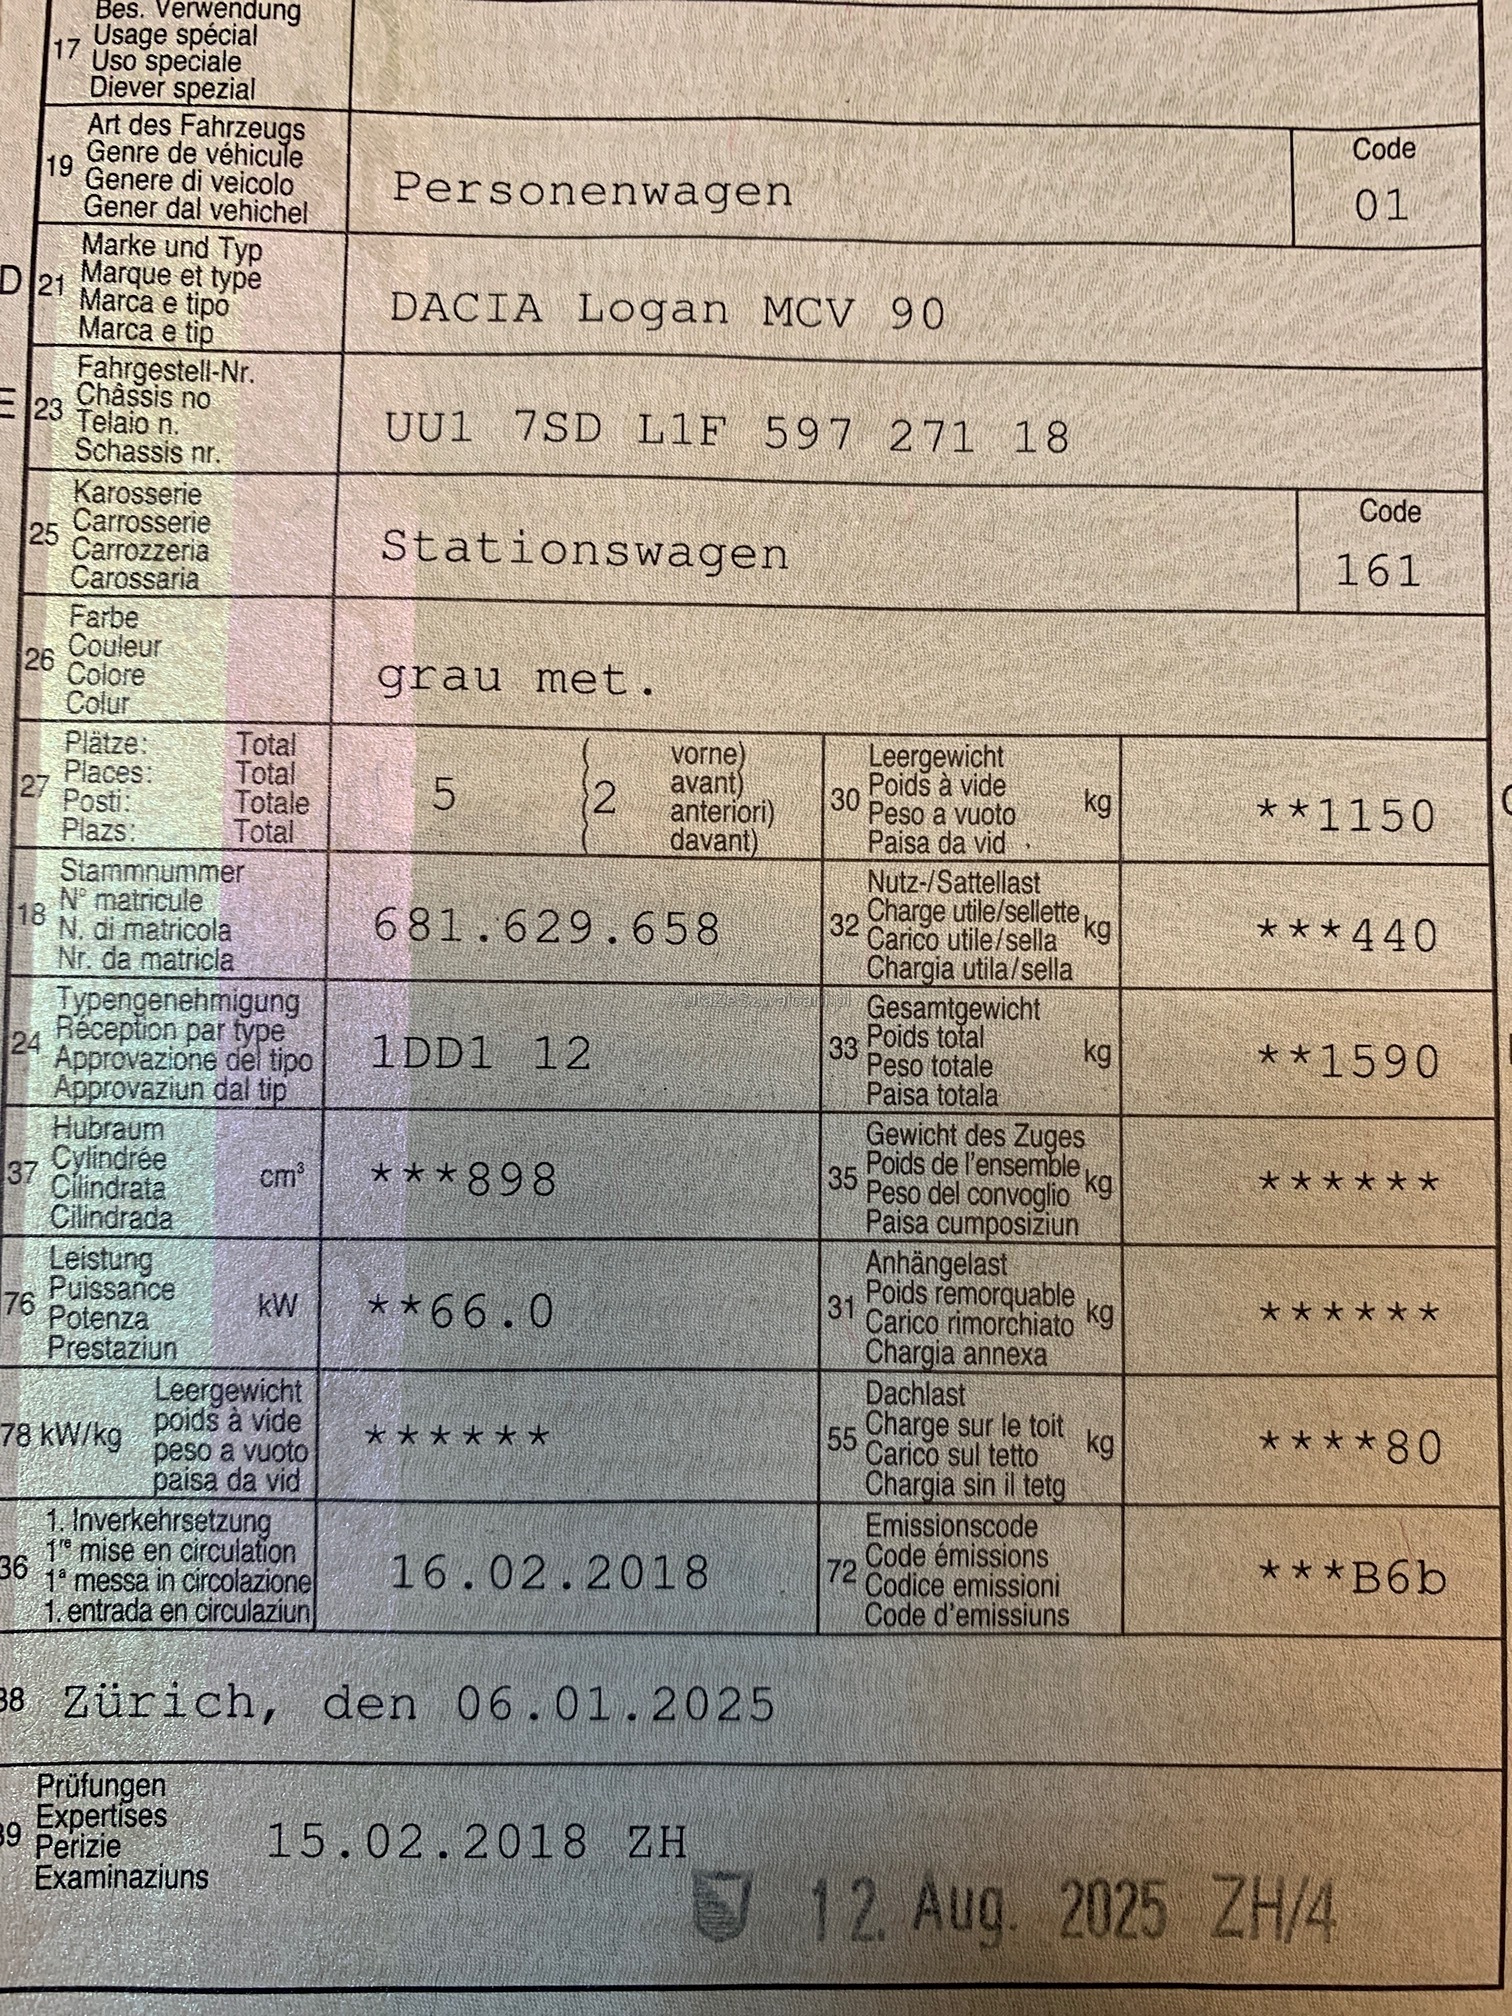 Bes. Verwendung
17 Usage spécial
Uso speciale
Diever spezial
Art des Fahrzeugs
19 Genre de véhicule
Genere di veicolo
Gener dal vehichel
Personenwagen
Code
01
Marke und Typ
D 21 Marque et type
Marca e tipo
Marca e tip
DACIA Logan MCV 90
Fahrgestell-Nr.
E 23 Châssis no
Telaio n.
Schassis nr.
UU1 7SD L1F 597 271 18
Karosserie
25 Carrosserie
Carrozzeria
Carossaria
Stationswagen
Code
161
Farbe
26 Couleur
Colore
Colur
grau met.
Plätze: Total
27 Places: Total
Posti: Totale
Plazs: Total
5 2
vorne)
avant)
anteriori)
davant)
Leergewicht
30 Poids à vide
Peso a vuoto
Paisa da vid
kg
**1150
Stammnummer
18 N° matricule
N. di matricola
Nr. da matricla
681.629.658
Nutz-/Sattellast
32 Charge utile/sellette
Carico utile/sella
Chargia utila/sella
kg
***440
Typengenehmigung
24 Réception par type
Approvazione del tipo
Approvaziun dal tip
1DD1 12
Gesamtgewicht
33 Poids total
Peso totale
Paisa totala
kg
**1590
Hubraum
37 Cylindrée
Cilindrata
Cilindrada
cm³
***898
Gewicht des Zuges
35 Poids de l'ensemble
Peso del convoglio
Paisa cumposiziun
kg
******
Leistung
76 Puissance
Potenza
Prestaziun
kW
**66.0
Anhängelast
31 Poids remorquable
Carico rimorchiato
Chargia annexa
kg
******
Leergewicht
78 kW/kg poids à vide
peso a vuoto
paisa da vid
******
Dachlast
55 Charge sur le toit
Carico sul tetto
Chargia sin il tetg
kg
****80
1. Inverkehrsetzung
36 1re mise en circulation
1a messa in circolazione
1. entrada en circulaziun
16.02.2018
Emissionscode
72 Code émissions
Codice emissioni
Code d'emissiuns
***B6b
38 Zürich, den 06.01.2025
Prüfungen
39 Expertises
Perizie
Examinaziuns
15.02.2018 ZH
12. Aug. 2025 ZH/4